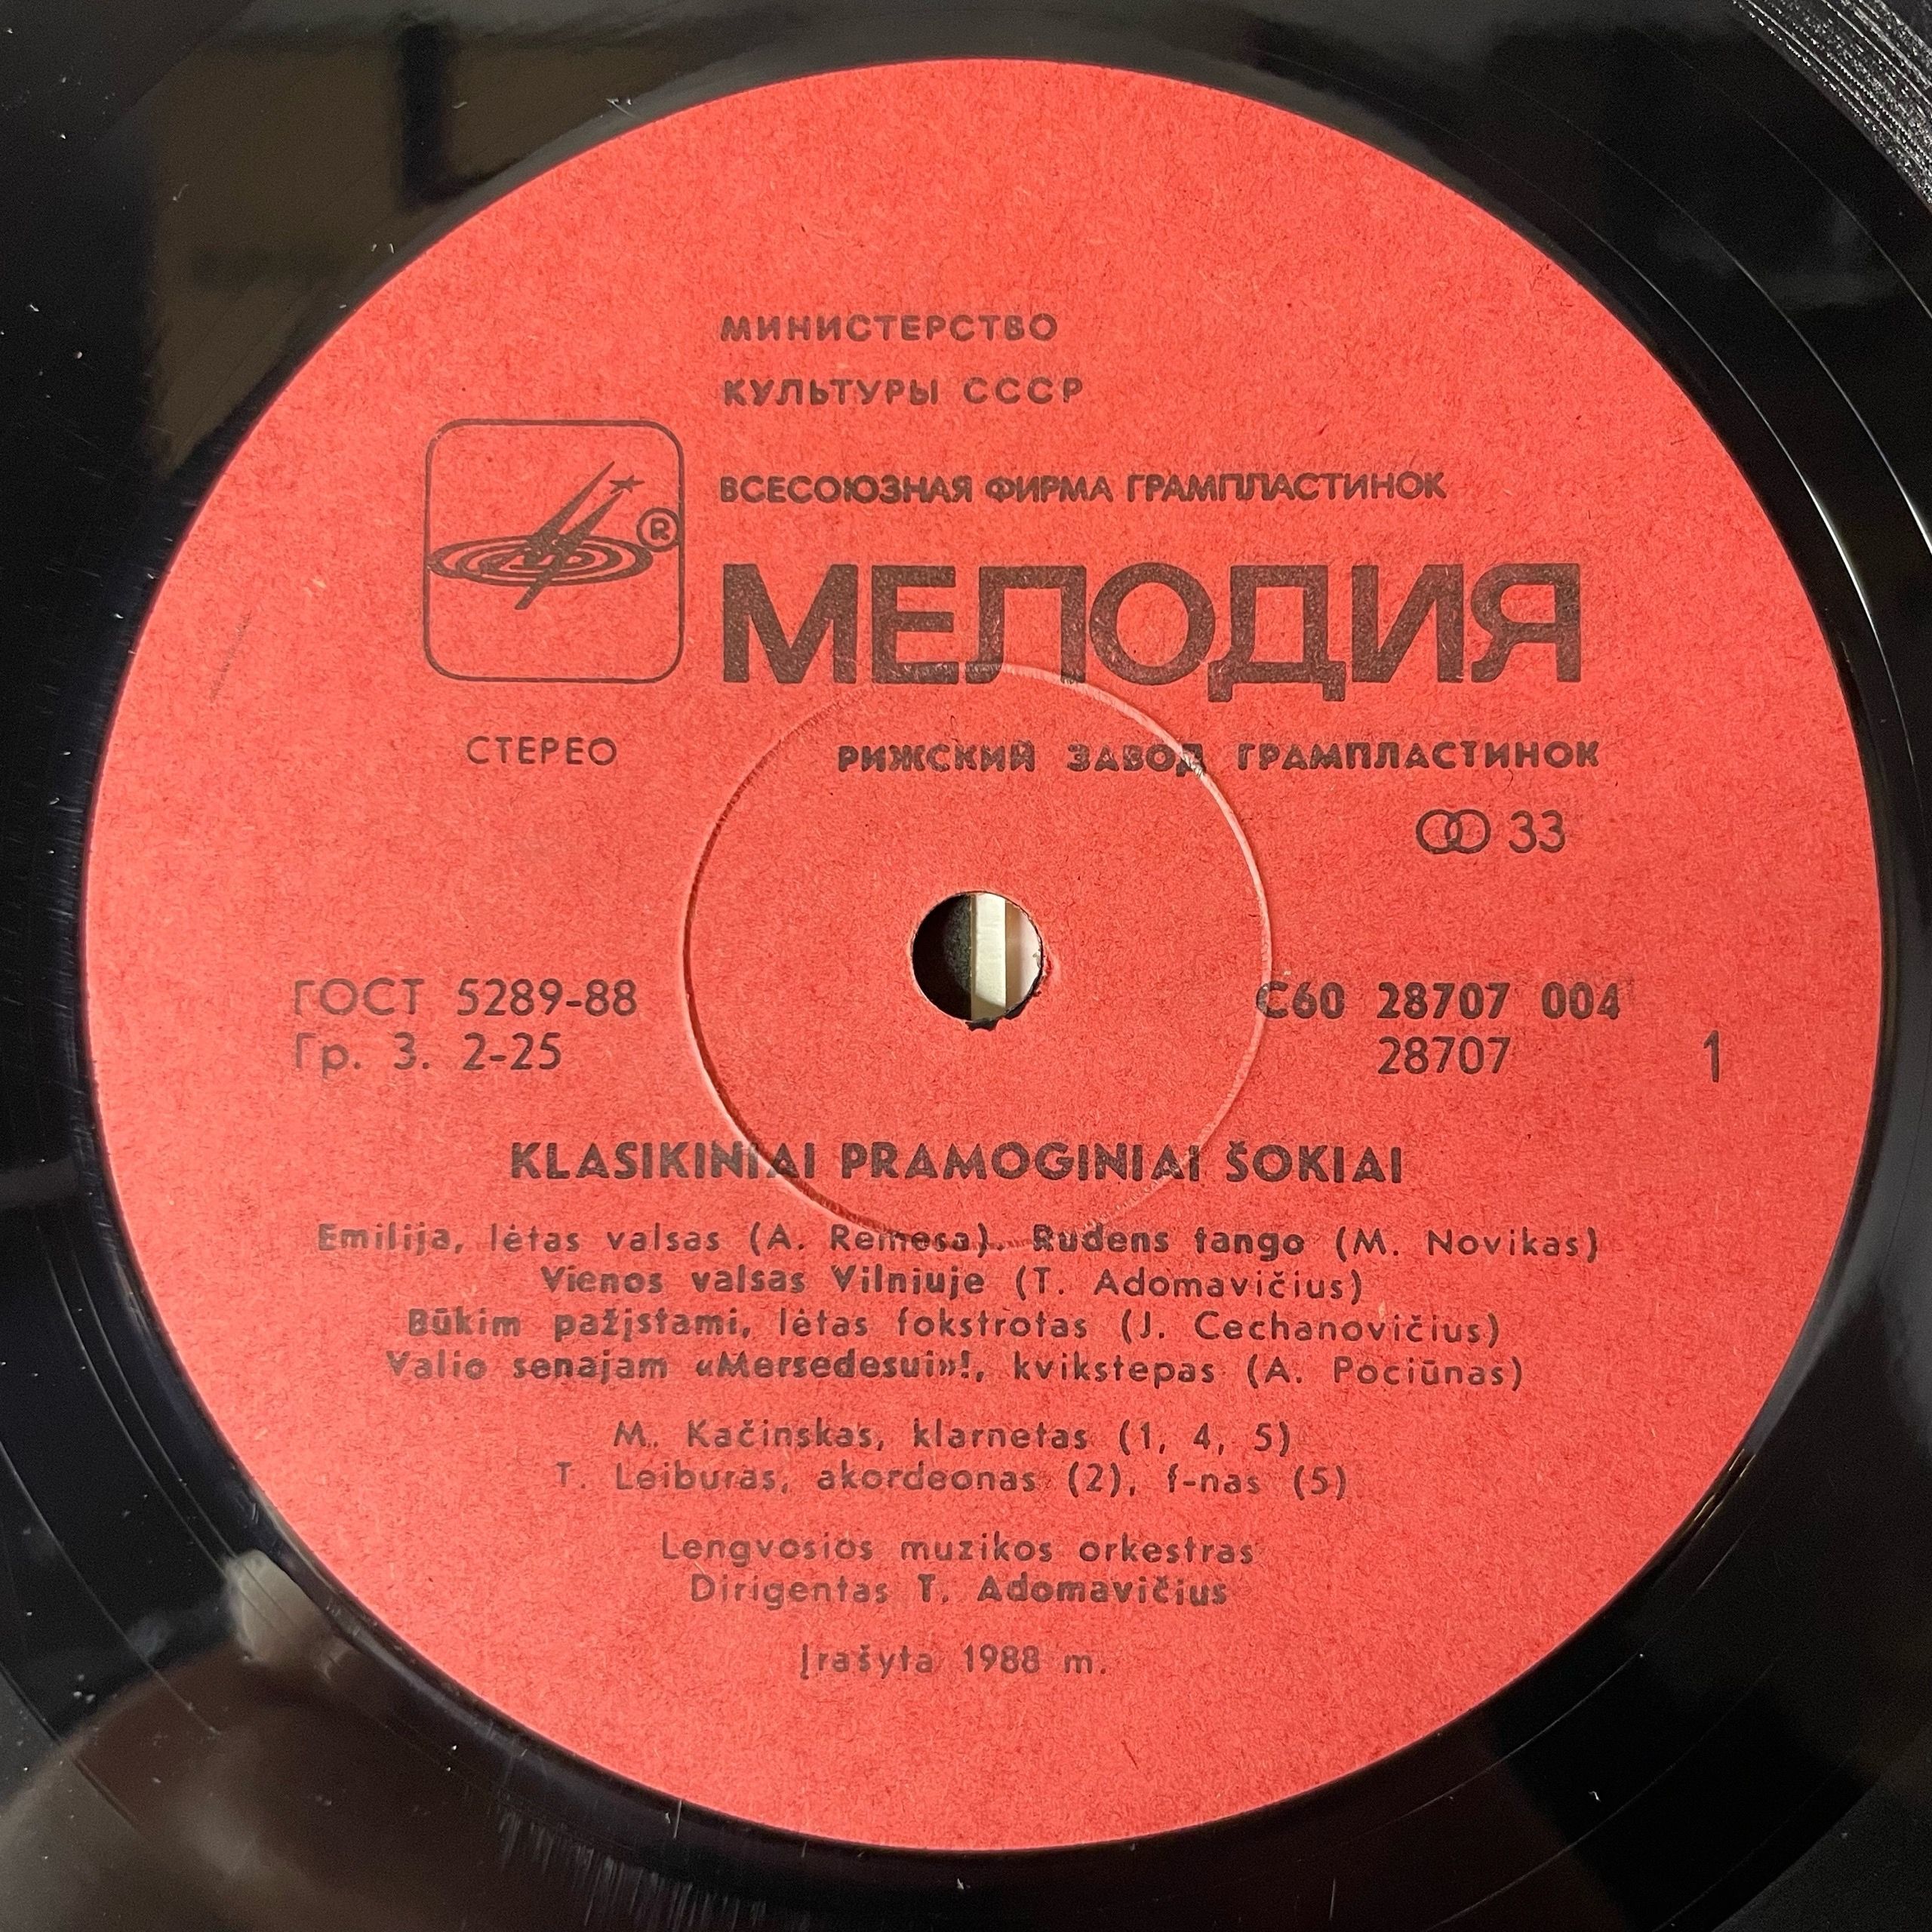 МИНИСТЕРСТВО
КУЛЬТУРЫ СССР
ВСЕСОЮЗНАЯ ФИРМА ГРАМПЛАСТИНОК
®
МЕЛОДИЯ
СТЕРЕО
РИЖСКИЙ ЗАВОД ГРАМПЛАСТИНОК
33
ГОСТ 5289-88
Гр. 3. 2-25
С60 28707 004
28707
1
KLASIKINIAI PRAMOGINIAI ŠOKIAI
Emilija, lėtas valsas (A. Remesa). Rudens tango (M. Novikas)
Vienos valsas Vilniuje (T. Adomavičius)
Būkim pažįstami, lėtas fokstrotas (J. Cechanovičius)
Valio senajam «Mersedesui»!, kvikstepas (A. Pociūnas)
M. Kačinskas, klarnetas (1, 4, 5)
T. Leiburas, akordeonas (2), f-nas (5)
Lengvosios muzikos orkestras
Dirigentas T. Adomavičius
Įrašyta 1988 m.